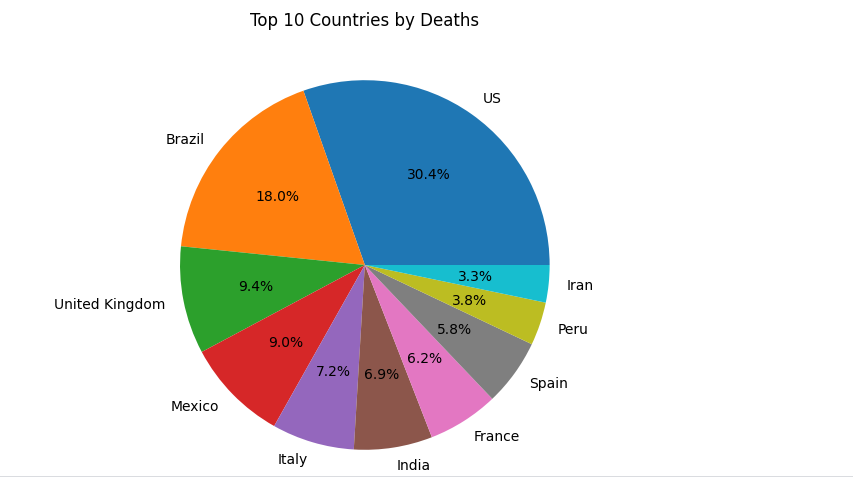 Top 10 Countries by Deaths
US
30.4%
Brazil
18.0%
United Kingdom
9.4%
Mexico
9.0%
Italy
7.2%
India
6.9%
France
6.2%
Spain
5.8%
Peru
3.8%
Iran
3.3%